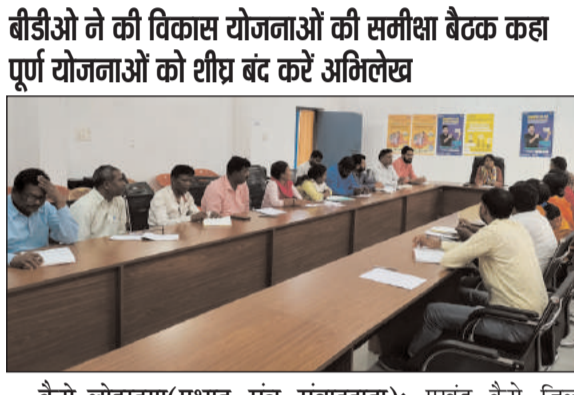 बीडीओ ने की विकास योजनाओं की समीक्षा बैठक कहा
पूर्ण योजनाओं को शीघ्र बंद करें अभिलेख